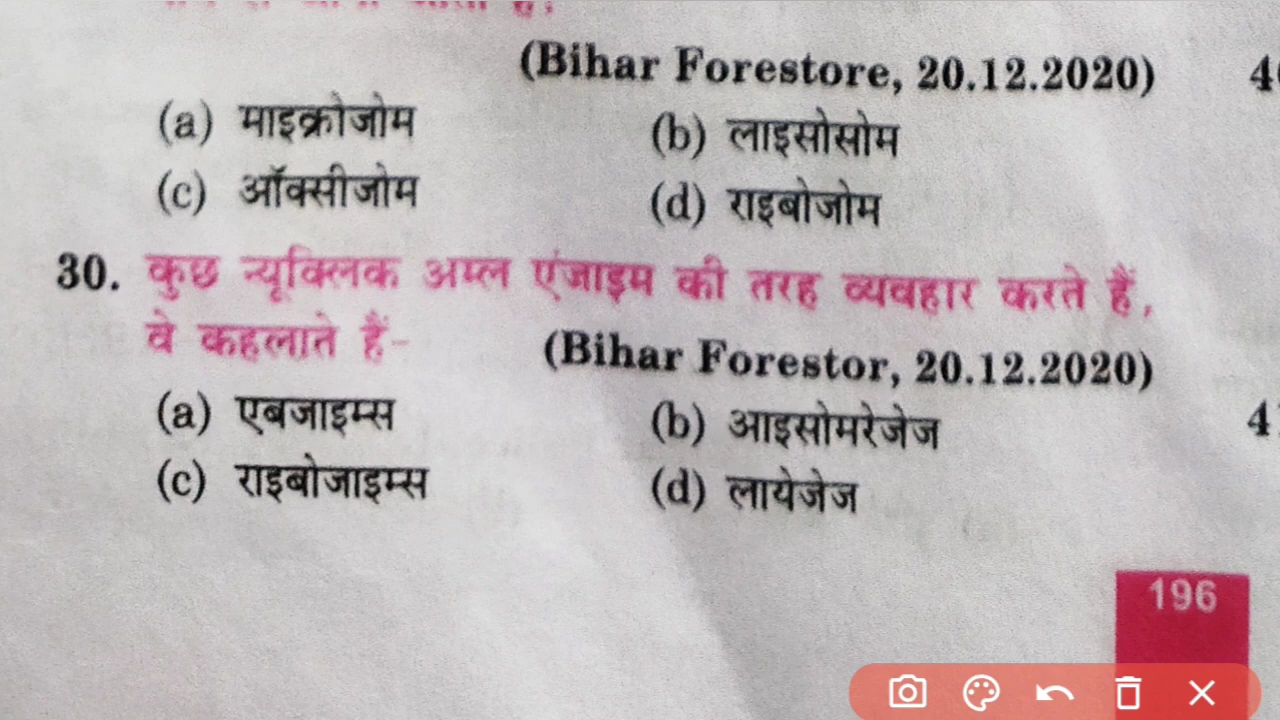 (Bihar Forestore, 20.12.2020)
(a) माइक्रोजोम (b) लाइसोसोम
(c) ऑक्सीजोम (d) राइबोजोम
30. कुछ न्यूक्लिक अम्ल एंजाइम की तरह व्यवहार करते हैं,
वे कहलाते हैं- (Bihar Forestor, 20.12.2020)
(a) एबजाइम्स (b) आइसोमरेजेज
(c) राइबोजाइम्स (d) लायेजेज
196